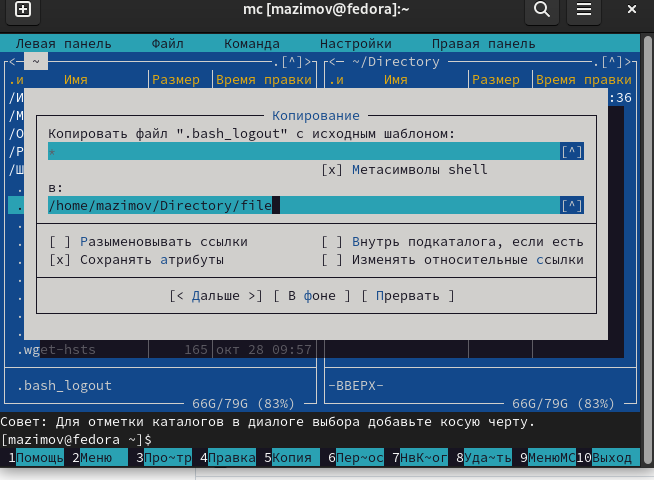 mc [mazimov@fedora]:~
Левая панель Файл Команда Настройки Правая панель
<─ ~ .[^]> <─ ~/Directory .[^]>
.и Имя Размер Время правки .и Имя Размер Время правки
/И :36
/М
/О
/Р
/Ш
Копирование
Копировать файл ".bash_logout" с исходным шаблоном:
* [^]
[x] Метасимволы shell
в:
/home/mazimov/Directory/file [^]
[ ] Разыменовывать ссылки [ ] Внутрь подкаталога, если есть
[x] Сохранять атрибуты [ ] Изменять относительные ссылки
[< Дальше >] [ В фоне ] [ Прервать ]
.wget-hsts 165 окт 28 09:57
.bash_logout -ВВЕРХ-
66G/79G (83%) 66G/79G (83%)
Совет: Для отметки каталогов в диалоге выбора добавьте косую черту.
[mazimov@fedora ~]$
1Помощь 2Меню 3Про~тр 4Правка 5Копия 6Пер~ос 7НвК~ог 8Уда~ть 9МенюMC 10Выход